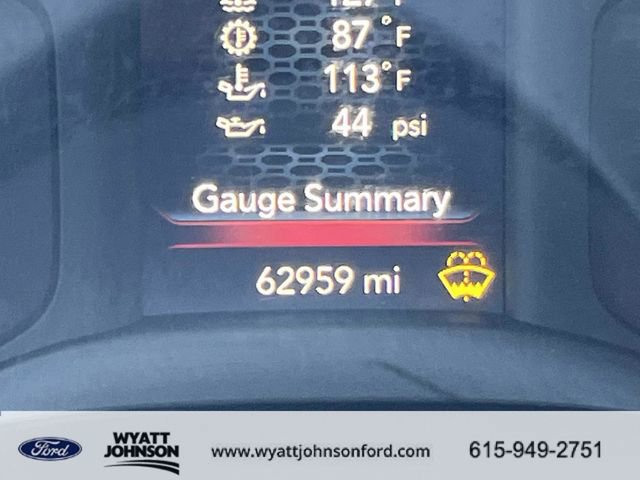 87°F
113°F
44 psi
Gauge Summary
62959 mi
Ford WYATT JOHNSON www.wyattjohnsonford.com 615-949-2751